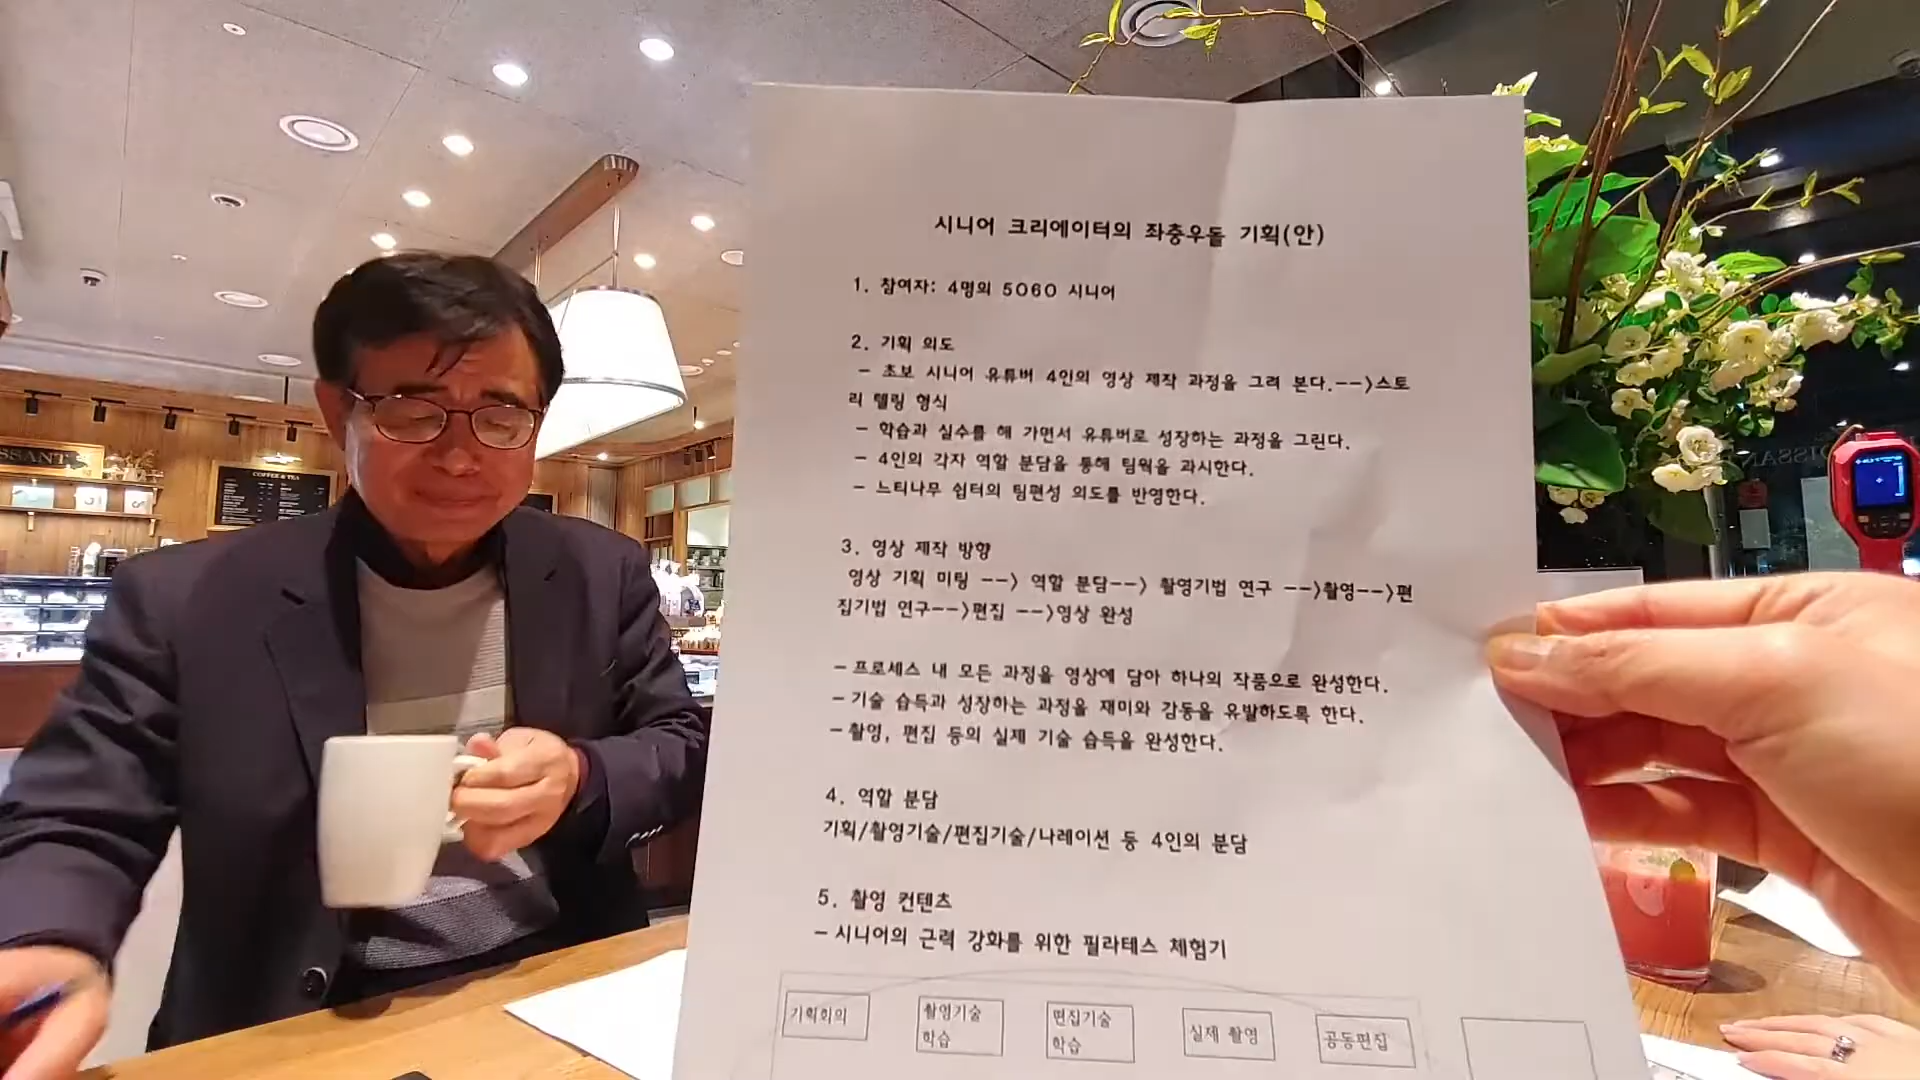 시니어 크리에이터의 좌충우돌 기획(안)
1. 참여자: 4명의 5060 시니어
2. 기획 의도
- 초보 시니어 유튜버 4인의 영상 제작 과정을 그려 본다.-->스토
리 텔링 형식
- 학습과 실수를 해 가면서 유튜버로 성장하는 과정을 그린다.
- 4인의 각자 역할 분담을 통해 팀웍을 과시한다.
- 느티나무 쉼터의 팀편성 의도를 반영한다.
3. 영상 제작 방향
영상 기획 미팅 --> 역할 분담--> 촬영기법 연구 -->촬영-->편
집기법 연구-->편집 -->영상 완성
- 프로세스 내 모든 과정을 영상에 담아 하나의 작품으로 완성한다.
- 기술 습득과 성장하는 과정을 재미와 감동을 유발하도록 한다.
- 촬영, 편집 등의 실제 기술 습득을 완성한다.
4. 역할 분담
기획/촬영기술/편집기술/나레이션 등 4인의 분담
5. 촬영 컨텐츠
- 시니어의 근력 강화를 위한 필라테스 체험기
기획회의
촬영기술
학습
편집기술
학습
실제 촬영
공동편집
SSANT
COFFEE & TEA